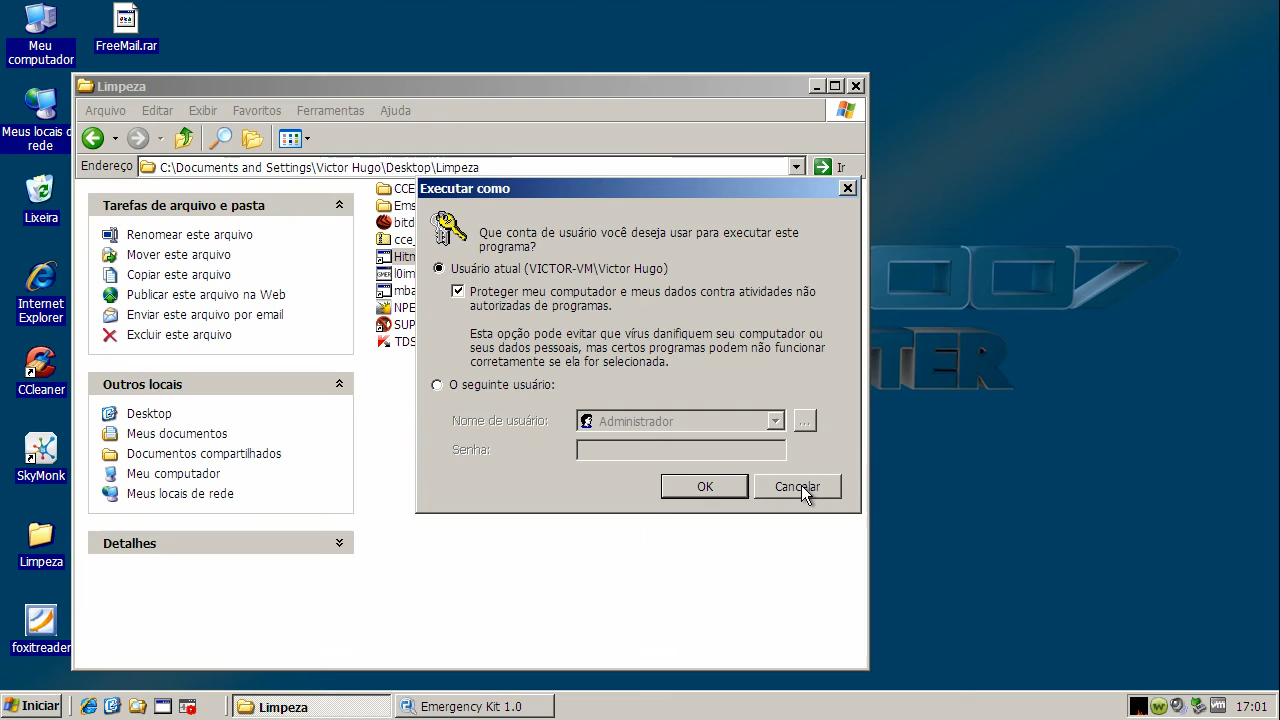 Meu
computador
FreeMail.rar
Meus locais d
rede
Lixeira
Internet
Explorer
CCleaner
SkyMonk
Limpeza
foxitreader
Limpeza
Arquivo Editar Exibir Favoritos Ferramentas Ajuda
Endereço C:\Documents and Settings\Victor Hugo\Desktop\Limpeza Ir
Tarefas de arquivo e pasta
Renomear este arquivo
Mover este arquivo
Copiar este arquivo
Publicar este arquivo na Web
Enviar este arquivo por email
Excluir este arquivo
Outros locais
Desktop
Meus documentos
Documentos compartilhados
Meu computador
Meus locais de rede
Detalhes
CCE
Ems
bitd
cce_
Hitm
l0im
mba
NPE
SUP
TDS
Executar como
Que conta de usuário você deseja usar para executar este
programa?
Usuário atual (VICTOR-VM\Victor Hugo)
Proteger meu computador e meus dados contra atividades não
autorizadas de programas.
Esta opção pode evitar que vírus danifiquem seu computador ou
seus dados pessoais, mas certos programas podem não funcionar
corretamente se ela for selecionada.
O seguinte usuário:
Nome de usuário: Administrador ...
Senha:
OK Cancelar
007
TER
Iniciar Limpeza Emergency Kit 1.0 17:01